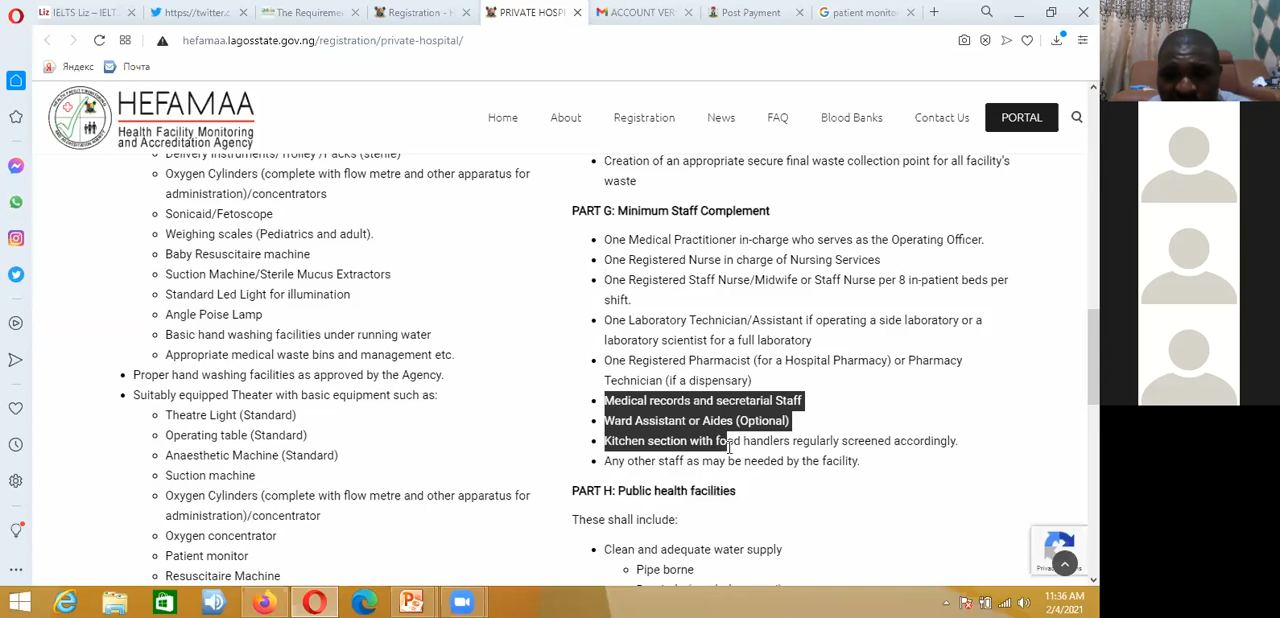 IELTS Liz – IELT
https://twitter.c
The Requireme
Registration - H
PRIVATE HOSPI
ACCOUNT VER
Post Payment
patient monito
hefamaa.lagosstate.gov.ng/registration/private-hospital/
Яндекс
Почта
HEFAMAA
Health Facility Monitoring
and Accreditation Agency
Home
About
Registration
News
FAQ
Blood Banks
Contact Us
PORTAL
Delivery Instruments/Trolley /Packs (sterile)
Oxygen Cylinders (complete with flow metre and other apparatus for
administration)/concentrators
Sonicaid/Fetoscope
Weighing scales (Pediatrics and adult).
Baby Resuscitaire machine
Suction Machine/Sterile Mucus Extractors
Standard Led Light for illumination
Angle Poise Lamp
Basic hand washing facilities under running water
Appropriate medical waste bins and management etc.
Proper hand washing facilities as approved by the Agency.
Suitably equipped Theater with basic equipment such as:
Theatre Light (Standard)
Operating table (Standard)
Anaesthetic Machine (Standard)
Suction machine
Oxygen Cylinders (complete with flow metre and other apparatus for
administration)/concentrator
Oxygen concentrator
Patient monitor
Resuscitaire Machine
Creation of an appropriate secure final waste collection point for all facility's
waste
PART G: Minimum Staff Complement
One Medical Practitioner in-charge who serves as the Operating Officer.
One Registered Nurse in charge of Nursing Services
One Registered Staff Nurse/Midwife or Staff Nurse per 8 in-patient beds per
shift.
One Laboratory Technician/Assistant if operating a side laboratory or a
laboratory scientist for a full laboratory
One Registered Pharmacist (for a Hospital Pharmacy) or Pharmacy
Technician (if a dispensary)
Medical records and secretarial Staff
Ward Assistant or Aides (Optional)
Kitchen section with food handlers regularly screened accordingly.
Any other staff as may be needed by the facility.
PART H: Public health facilities
These shall include:
Clean and adequate water supply
Pipe borne
11:36 AM
2/4/2021